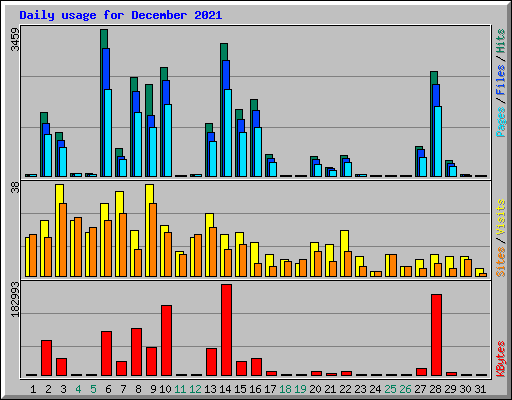 Daily usage for December 2021
3459
Pages / Files / Hits
38
Sites / Visits
182993
KBytes
1 2 3 4 5 6 7 8 9 10 11 12 13 14 15 16 17 18 19 20 21 22 23 24 25 26 27 28 29 30 31